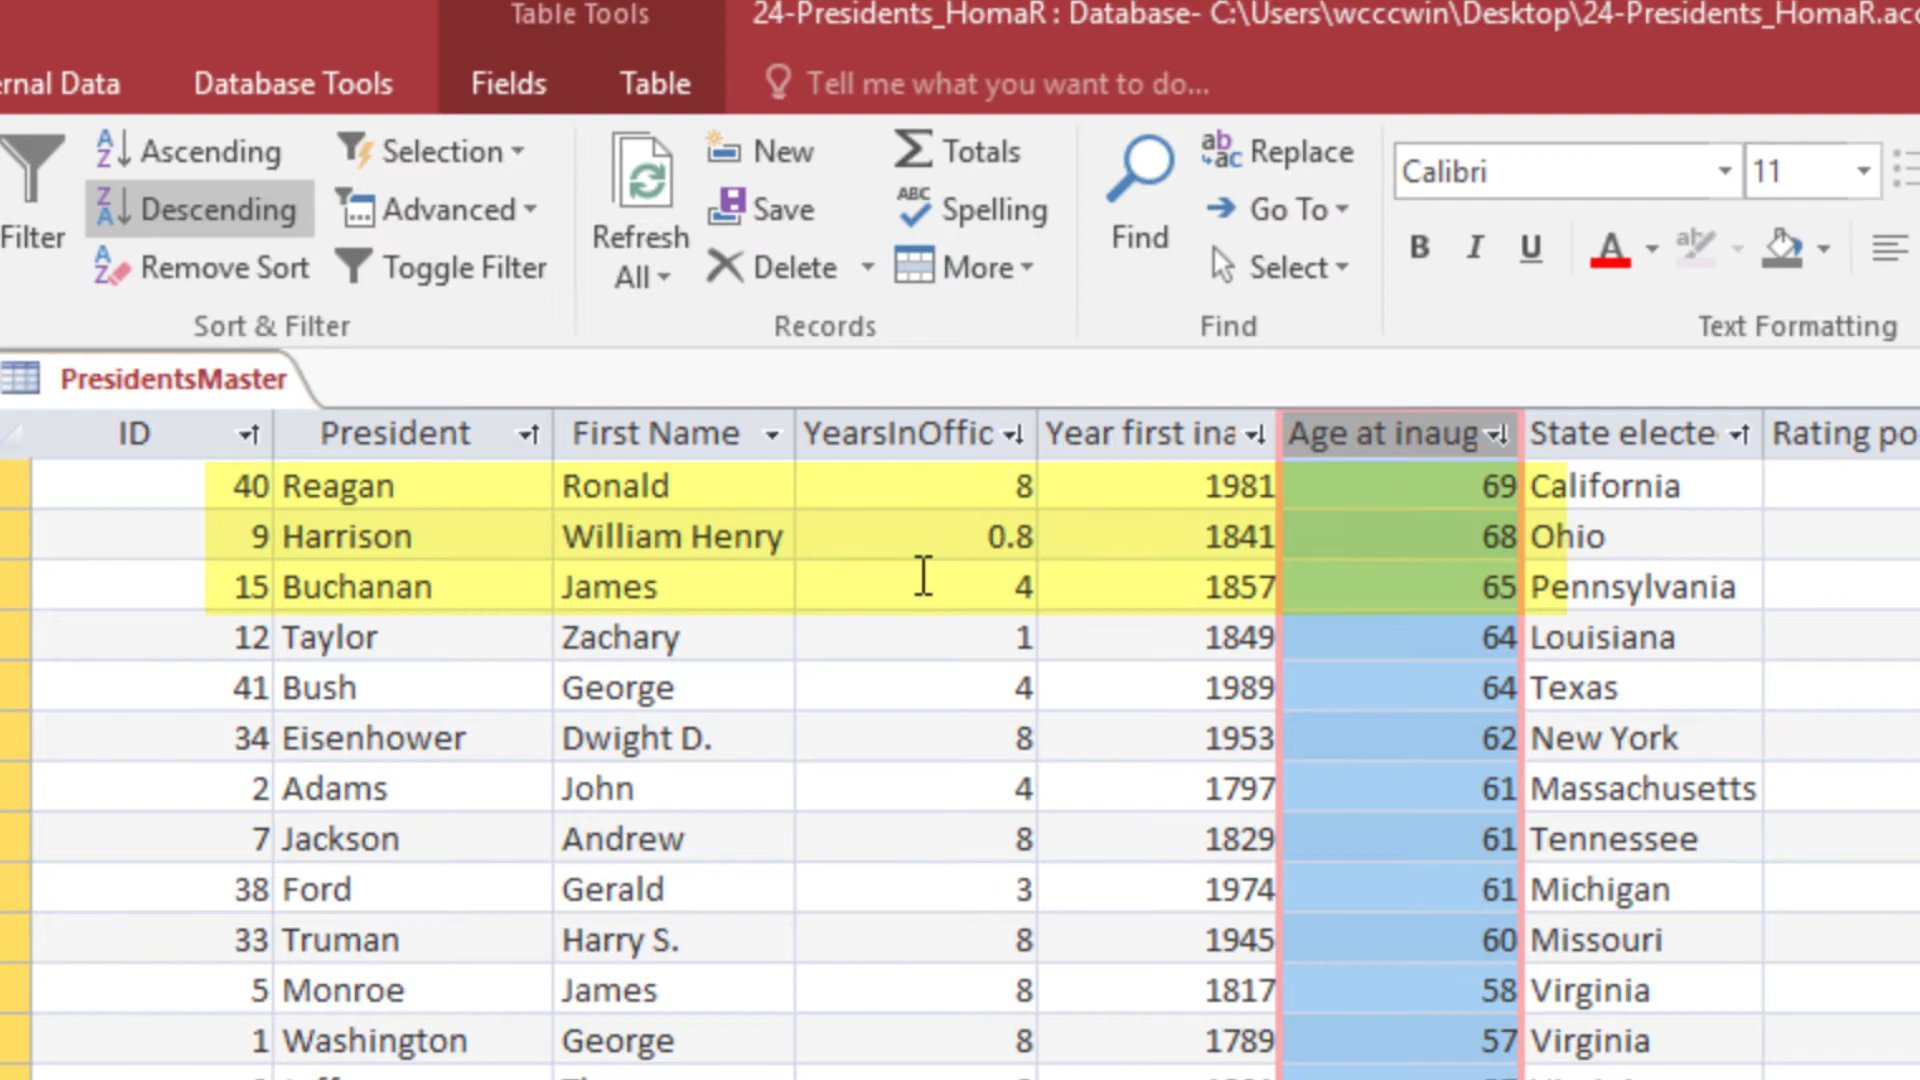 Table Tools
24-Presidents_HomaR : Database- C:\Users\wcccwin\Desktop\24-Presidents_HomaR.acc
rnal Data Database Tools Fields Table Tell me what you want to do...
Ascending Selection New Totals Replace Calibri 11
Descending Advanced Save Spelling Go To
Filter Refresh All Find
Remove Sort Toggle Filter Delete More Select B I U A
Sort & Filter Records Find Text Formatting
PresidentsMaster
ID President First Name YearsInOffic Year first ina Age at inaug State electe Rating po
40 Reagan Ronald 8 1981 69 California
9 Harrison William Henry 0.8 1841 68 Ohio
15 Buchanan James 4 1857 65 Pennsylvania
12 Taylor Zachary 1 1849 64 Louisiana
41 Bush George 4 1989 64 Texas
34 Eisenhower Dwight D. 8 1953 62 New York
2 Adams John 4 1797 61 Massachusetts
7 Jackson Andrew 8 1829 61 Tennessee
38 Ford Gerald 3 1974 61 Michigan
33 Truman Harry S. 8 1945 60 Missouri
5 Monroe James 8 1817 58 Virginia
1 Washington George 8 1789 57 Virginia